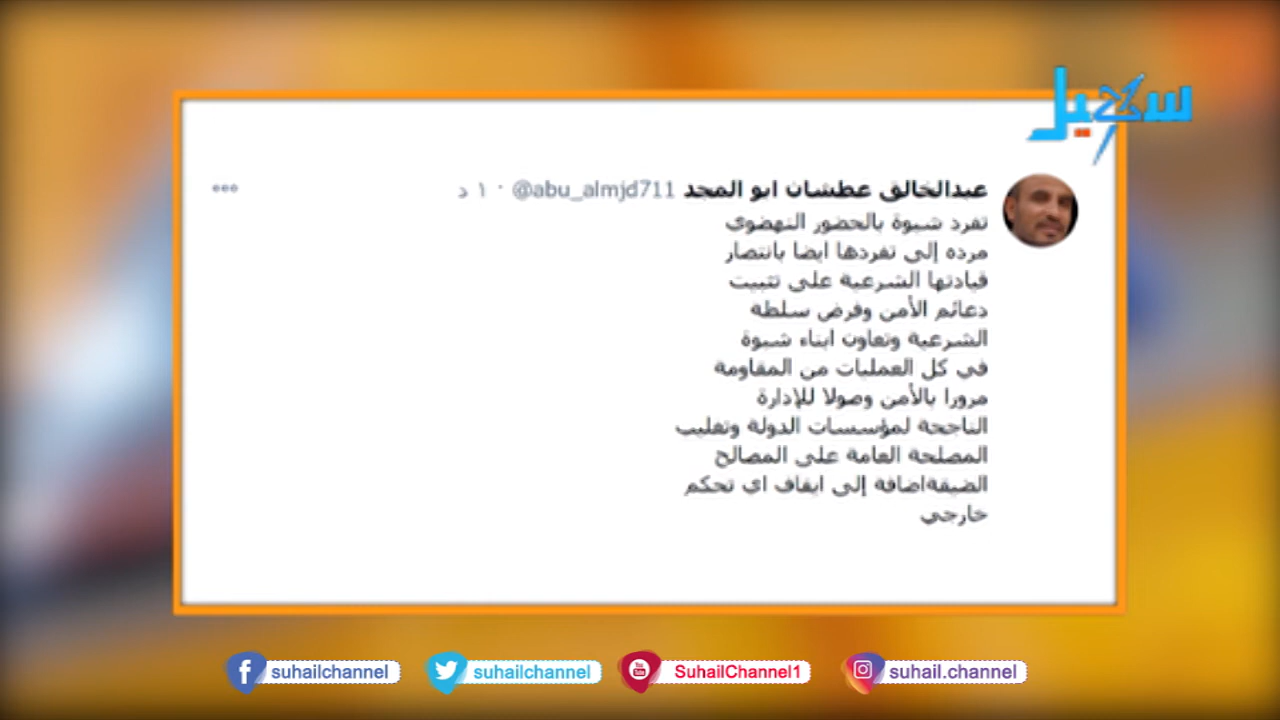 سهيل
عبدالخالق عطشان ابو المجد @abu_almjd711 · ١ د
تفرد شبوة بالحضور النهضوي
مرده إلى تفردها ايضا بانتصار
قيادتها الشرعية على تثبيت
دعائم الأمن وفرض سلطة
الشرعية وتعاون ابناء شبوة
في كل العمليات من المقاومة
مرورا بالأمن وصولا للإدارة
الناجحة لمؤسسات الدولة وتغليب
المصلحة العامة على المصالح
الضيقةاضافة إلى ايقاف اي تحكم
خارجي
suhailchannel suhailchannel SuhailChannel1 suhail.channel